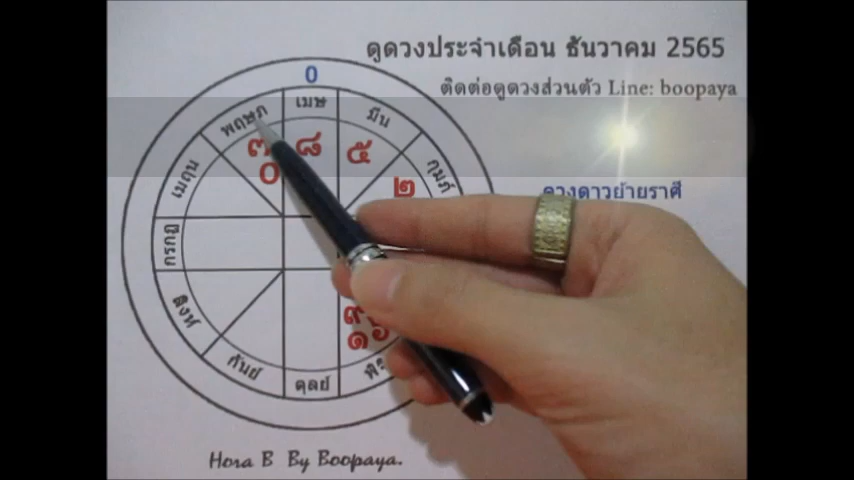 ดูดวงประจำเดือน ธันวาคม 2565
ติดต่อดูดวงส่วนตัว Line: boopaya
0
เมษ
พฤษภ
มีน
เมถุน
กุมภ์
๓
๘
๕
๐
๒
ดวงดาวย้ายราศี
กรกฎ
สิงห์
กันย์
ตุลย์
Hora B By Boopaya.